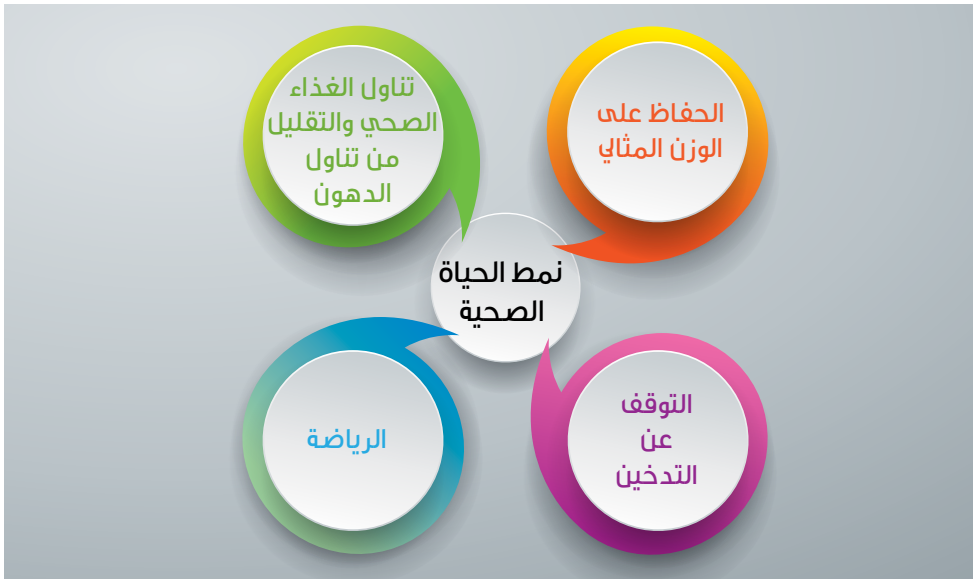 الحفاظ على
الوزن المثالي
تناول الغذاء
الصحي والتقليل
من تناول
الدهون
نمط الحياة
الصحية
التوقف
عن
التدخين
الرياضة